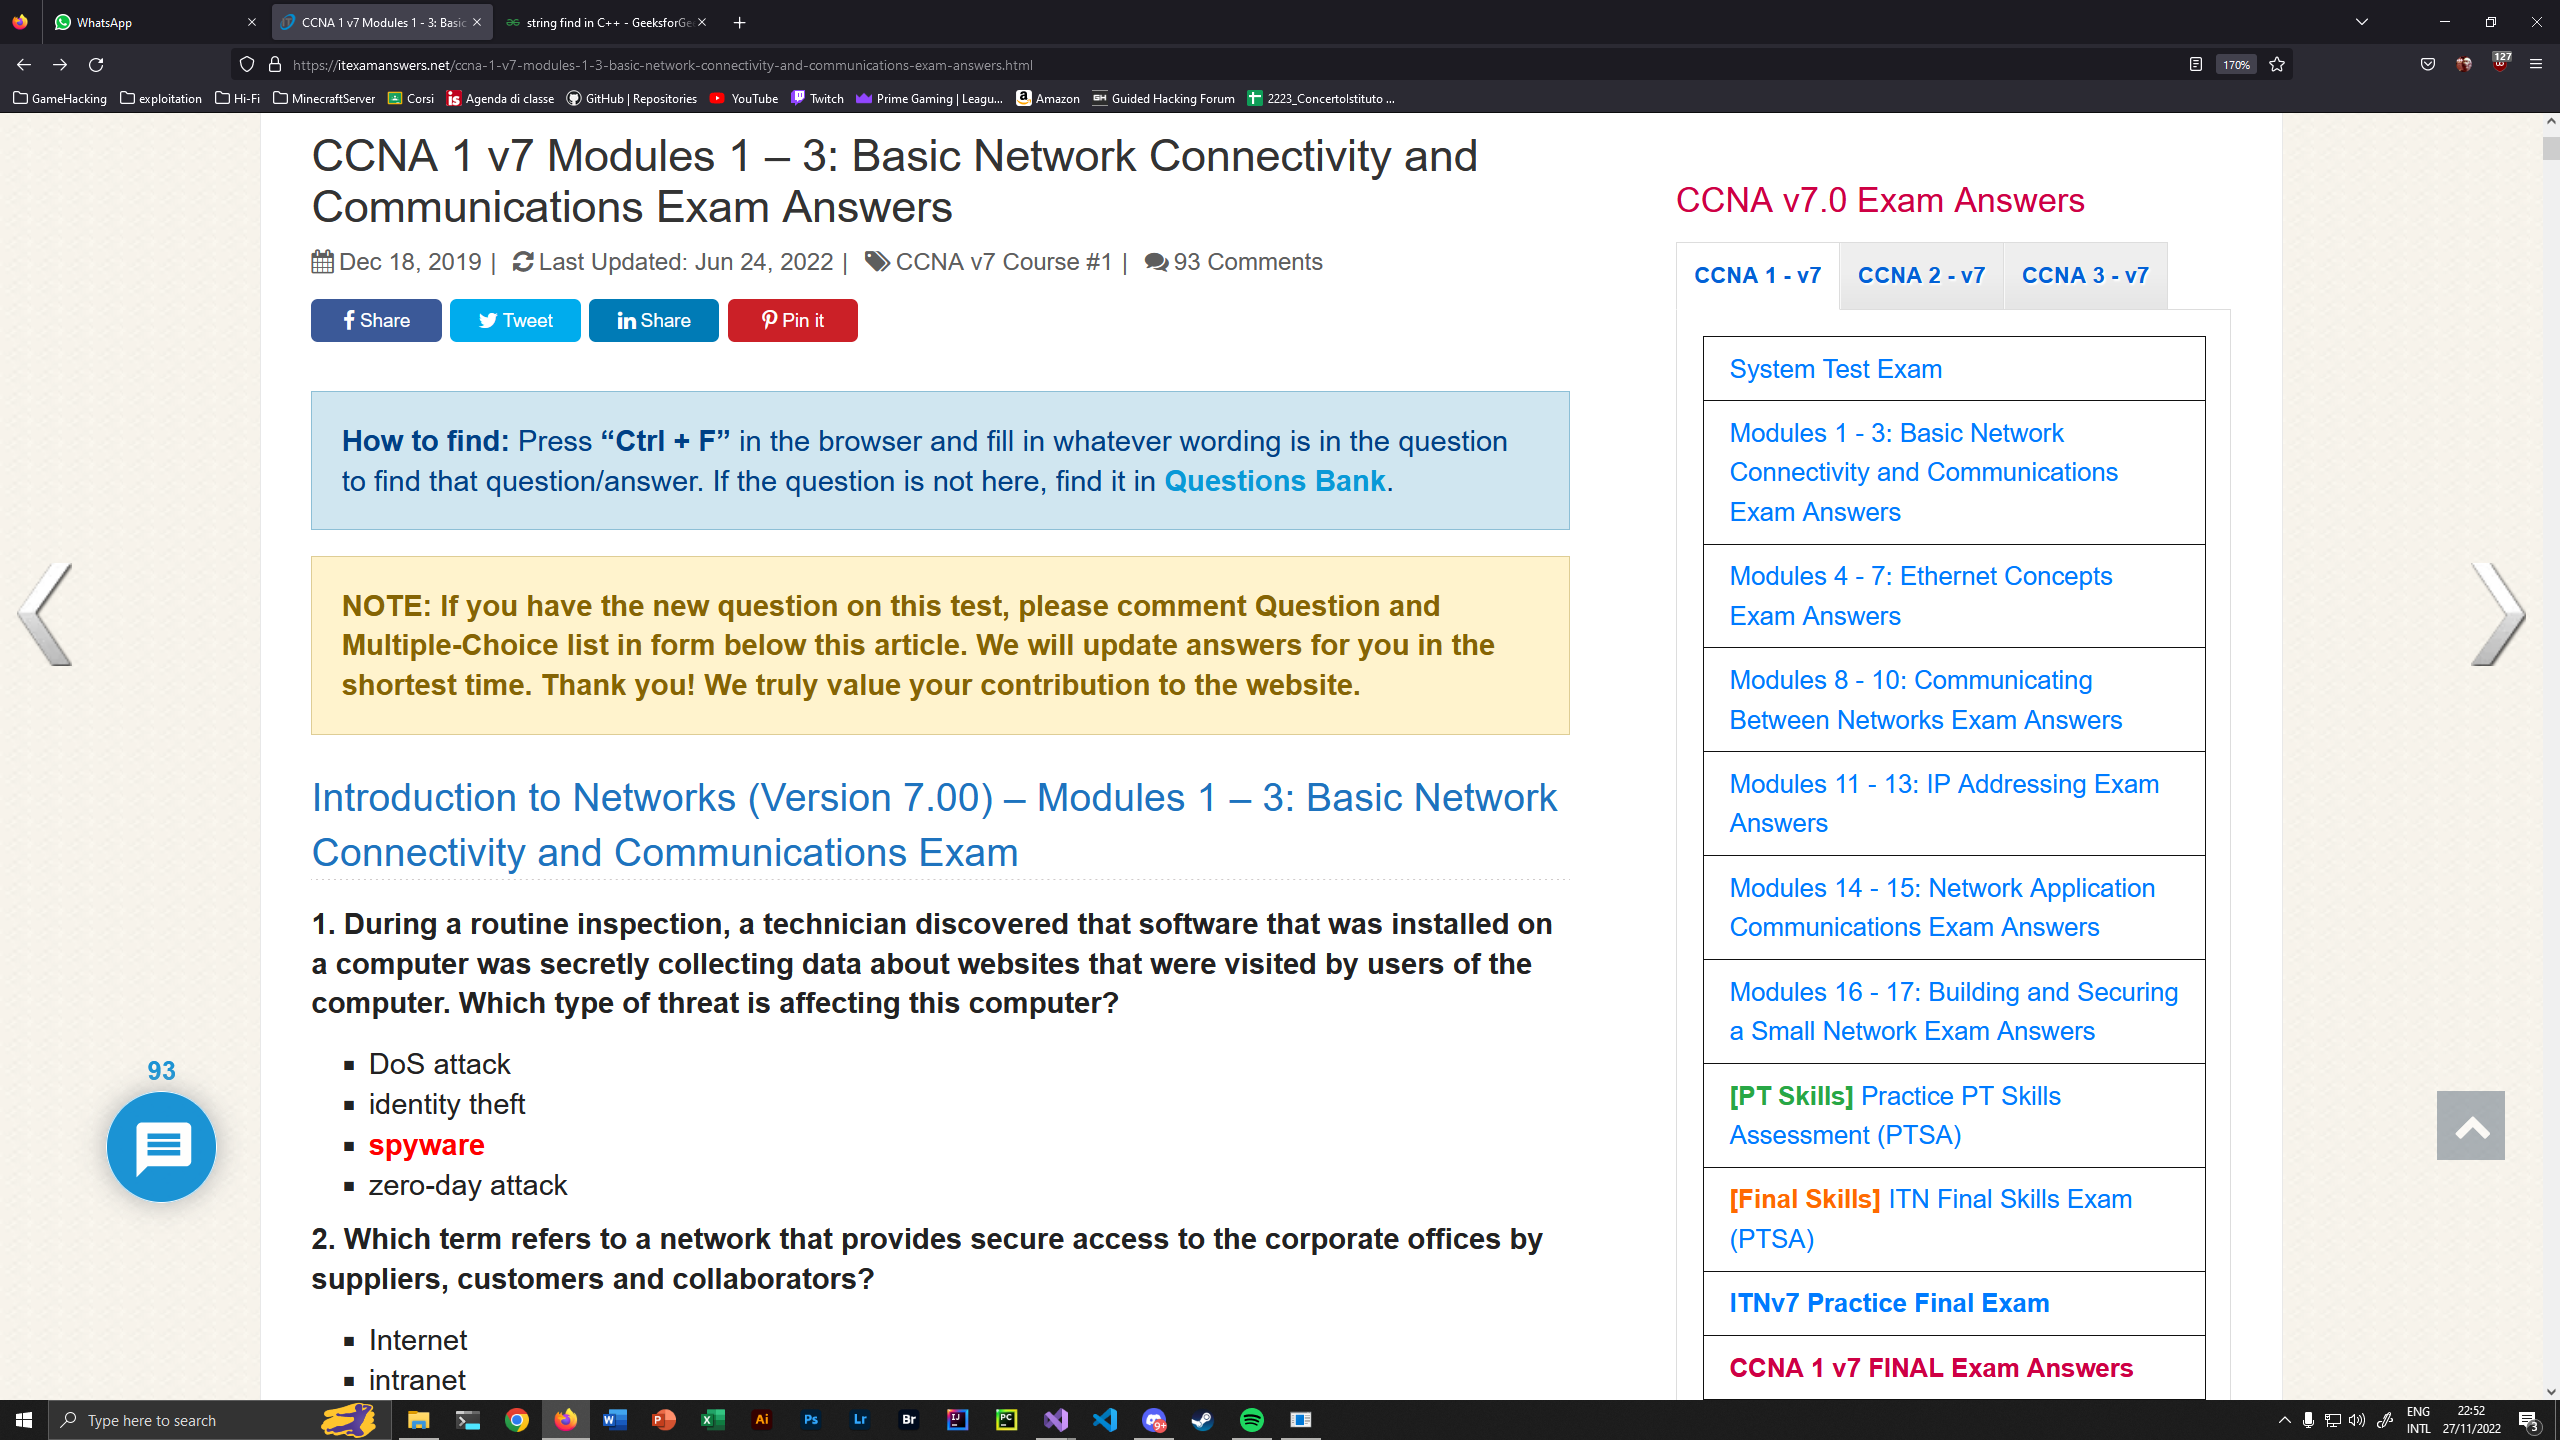 WhatsApp
CCNA 1 v7 Modules 1 - 3: Basic
string find in C++ - GeeksforGe
https://itexamanswers.net/ccna-1-v7-modules-1-3-basic-network-connectivity-and-communications-exam-answers.html
170%
127
GameHacking
exploitation
Hi-Fi
MinecraftServer
Corsi
Agenda di classe
GitHub | Repositories
YouTube
Twitch
Prime Gaming | Leagu...
Amazon
Guided Hacking Forum
2223_ConcertoIstituto ...
CCNA 1 v7 Modules 1 – 3: Basic Network Connectivity and
Communications Exam Answers
Dec 18, 2019 | Last Updated: Jun 24, 2022 | CCNA v7 Course #1 | 93 Comments
Share
Tweet
Share
Pin it
How to find: Press “Ctrl + F” in the browser and fill in whatever wording is in the question
to find that question/answer. If the question is not here, find it in Questions Bank.
NOTE: If you have the new question on this test, please comment Question and
Multiple-Choice list in form below this article. We will update answers for you in the
shortest time. Thank you! We truly value your contribution to the website.
Introduction to Networks (Version 7.00) – Modules 1 – 3: Basic Network
Connectivity and Communications Exam
1. During a routine inspection, a technician discovered that software that was installed on
a computer was secretly collecting data about websites that were visited by users of the
computer. Which type of threat is affecting this computer?
DoS attack
identity theft
spyware
zero-day attack
2. Which term refers to a network that provides secure access to the corporate offices by
suppliers, customers and collaborators?
Internet
intranet
93
CCNA v7.0 Exam Answers
CCNA 1 - v7
CCNA 2 - v7
CCNA 3 - v7
System Test Exam
Modules 1 - 3: Basic Network
Connectivity and Communications
Exam Answers
Modules 4 - 7: Ethernet Concepts
Exam Answers
Modules 8 - 10: Communicating
Between Networks Exam Answers
Modules 11 - 13: IP Addressing Exam
Answers
Modules 14 - 15: Network Application
Communications Exam Answers
Modules 16 - 17: Building and Securing
a Small Network Exam Answers
[PT Skills] Practice PT Skills
Assessment (PTSA)
[Final Skills] ITN Final Skills Exam
(PTSA)
ITNv7 Practice Final Exam
CCNA 1 v7 FINAL Exam Answers
Type here to search
Ai
Ps
Lr
Br
ENG
INTL
22:52
27/11/2022
3